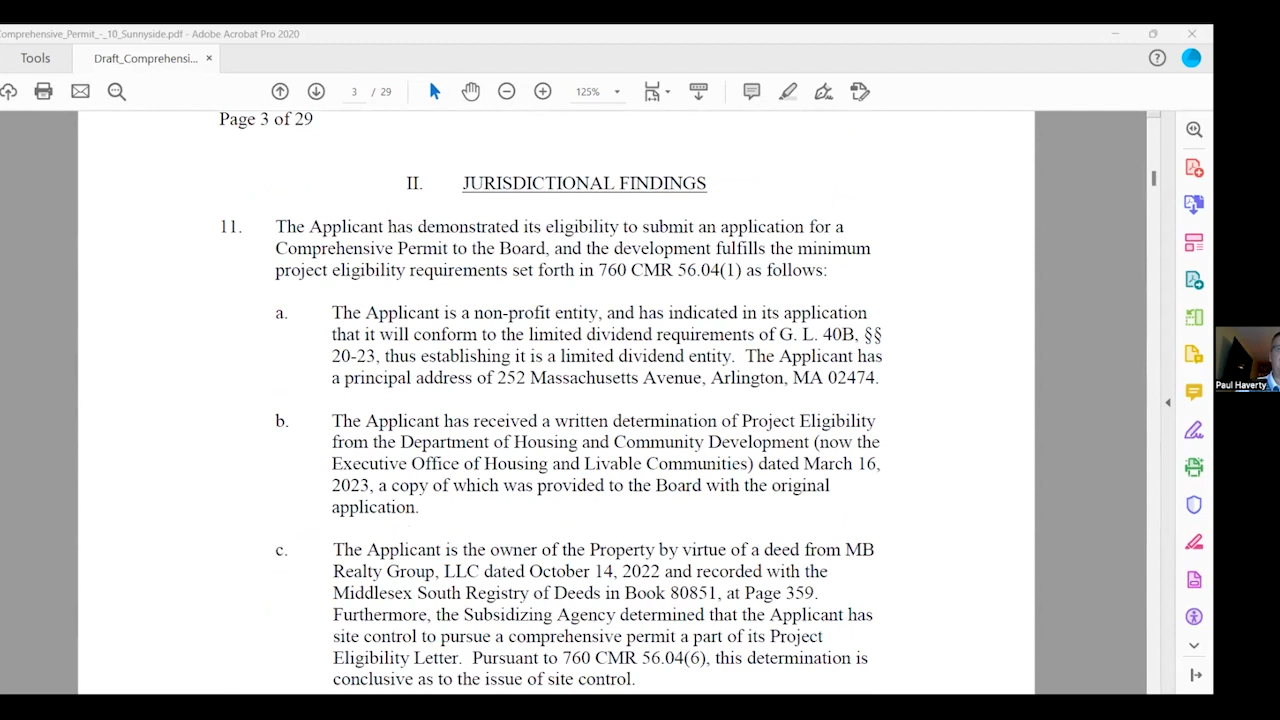 omprehensive_Permit_-_10_Sunnyside.pdf - Adobe Acrobat Pro 2020
Tools
Draft_Comprehensi... ×
3 / 29
125%
Page 3 of 29
II. JURISDICTIONAL FINDINGS
11. The Applicant has demonstrated its eligibility to submit an application for a
Comprehensive Permit to the Board, and the development fulfills the minimum
project eligibility requirements set forth in 760 CMR 56.04(1) as follows:
a. The Applicant is a non-profit entity, and has indicated in its application
that it will conform to the limited dividend requirements of G. L. 40B, §§
20-23, thus establishing it is a limited dividend entity. The Applicant has
a principal address of 252 Massachusetts Avenue, Arlington, MA 02474.
b. The Applicant has received a written determination of Project Eligibility
from the Department of Housing and Community Development (now the
Executive Office of Housing and Livable Communities) dated March 16,
2023, a copy of which was provided to the Board with the original
application.
c. The Applicant is the owner of the Property by virtue of a deed from MB
Realty Group, LLC dated October 14, 2022 and recorded with the
Middlesex South Registry of Deeds in Book 80851, at Page 359.
Furthermore, the Subsidizing Agency determined that the Applicant has
site control to pursue a comprehensive permit a part of its Project
Eligibility Letter. Pursuant to 760 CMR 56.04(6), this determination is
conclusive as to the issue of site control.
Paul Haverty